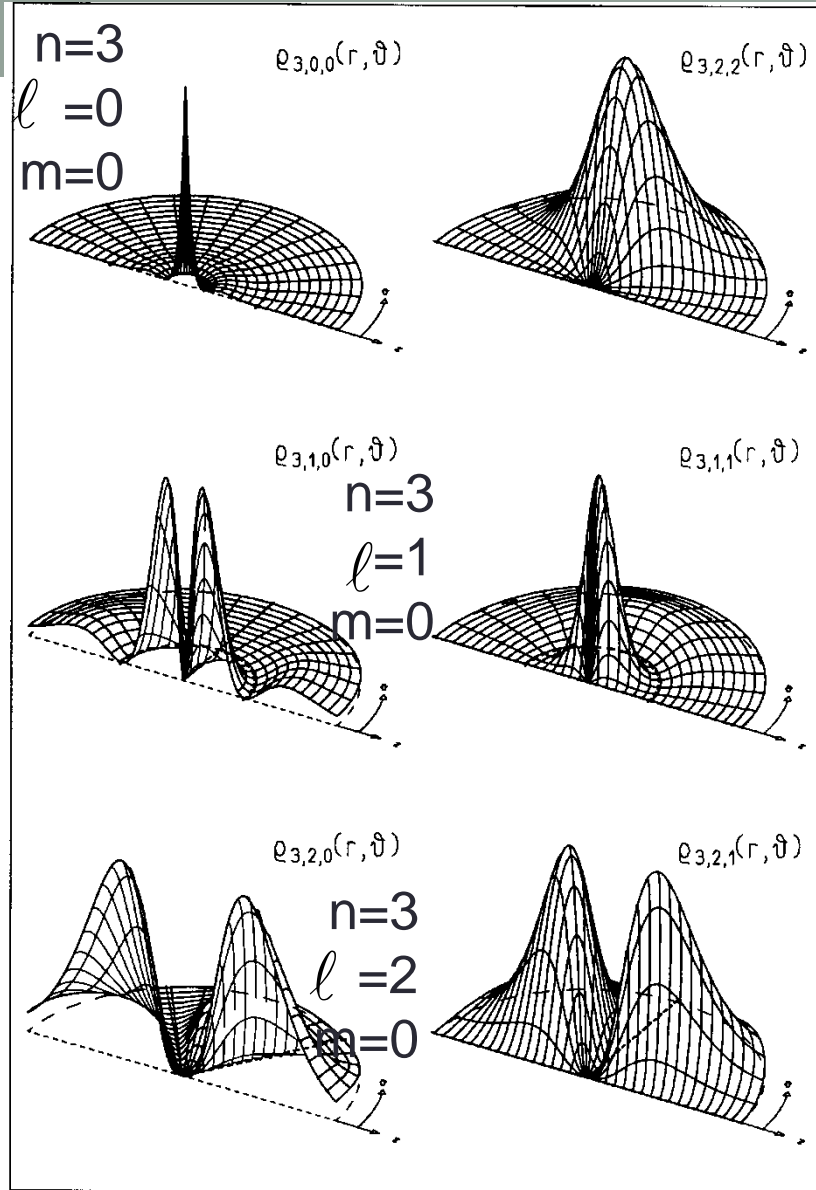 n=3
ℓ =0
m=0
ϱ3,0,0(r,ϑ)
ϱ3,2,2(r,ϑ)
ϱ3,1,0(r,ϑ)
n=3
ℓ=1
m=0
ϱ3,1,1(r,ϑ)
ϱ3,2,0(r,ϑ)
n=3
ℓ =2
m=0
ϱ3,2,1(r,ϑ)